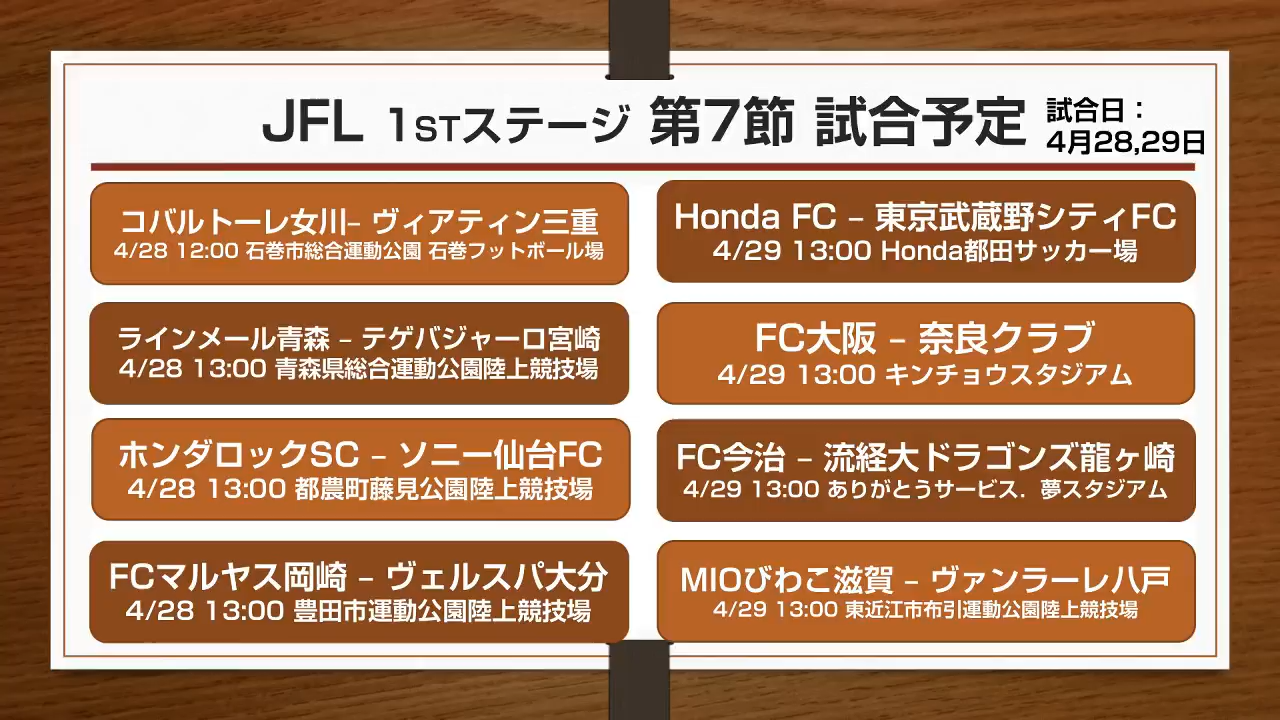 JFL 1STステージ 第7節 試合予定
試合日：
4月28,29日
コバルトーレ女川– ヴィアティン三重
4/28 12:00 石巻市総合運動公園 石巻フットボール場
Honda FC – 東京武蔵野シティFC
4/29 13:00 Honda都田サッカー場
ラインメール青森 – テゲバジャーロ宮崎
4/28 13:00 青森県総合運動公園陸上競技場
FC大阪 – 奈良クラブ
4/29 13:00 キンチョウスタジアム
ホンダロックSC – ソニー仙台FC
4/28 13:00 都農町藤見公園陸上競技場
FC今治 – 流経大ドラゴンズ龍ヶ崎
4/29 13:00 ありがとうサービス．夢スタジアム
FCマルヤス岡崎 – ヴェルスパ大分
4/28 13:00 豊田市運動公園陸上競技場
MIOびわこ滋賀 – ヴァンラーレ八戸
4/29 13:00 東近江市布引運動公園陸上競技場